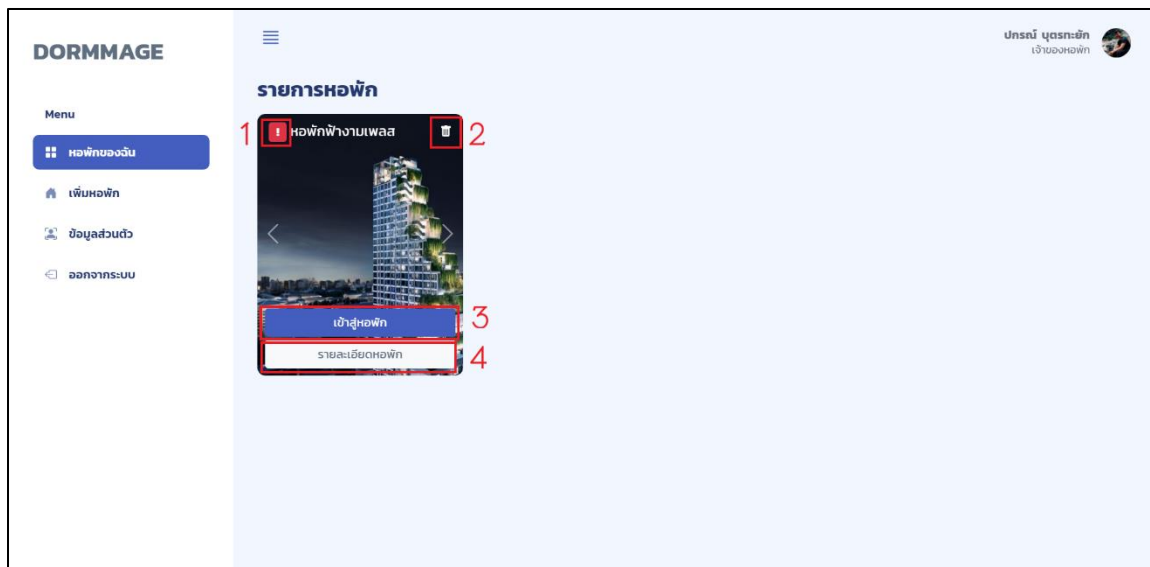 DORMMAGE
ปกรณ์ บุตรทะยัก
เจ้าของหอพัก
Menu
หอพักของฉัน
เพิ่มหอพัก
ข้อมูลส่วนตัว
ออกจากระบบ
รายการหอพัก
1 ! หอพักฟ้างามเพลส 2
เข้าสู่หอพัก 3
รายละเอียดหอพัก 4